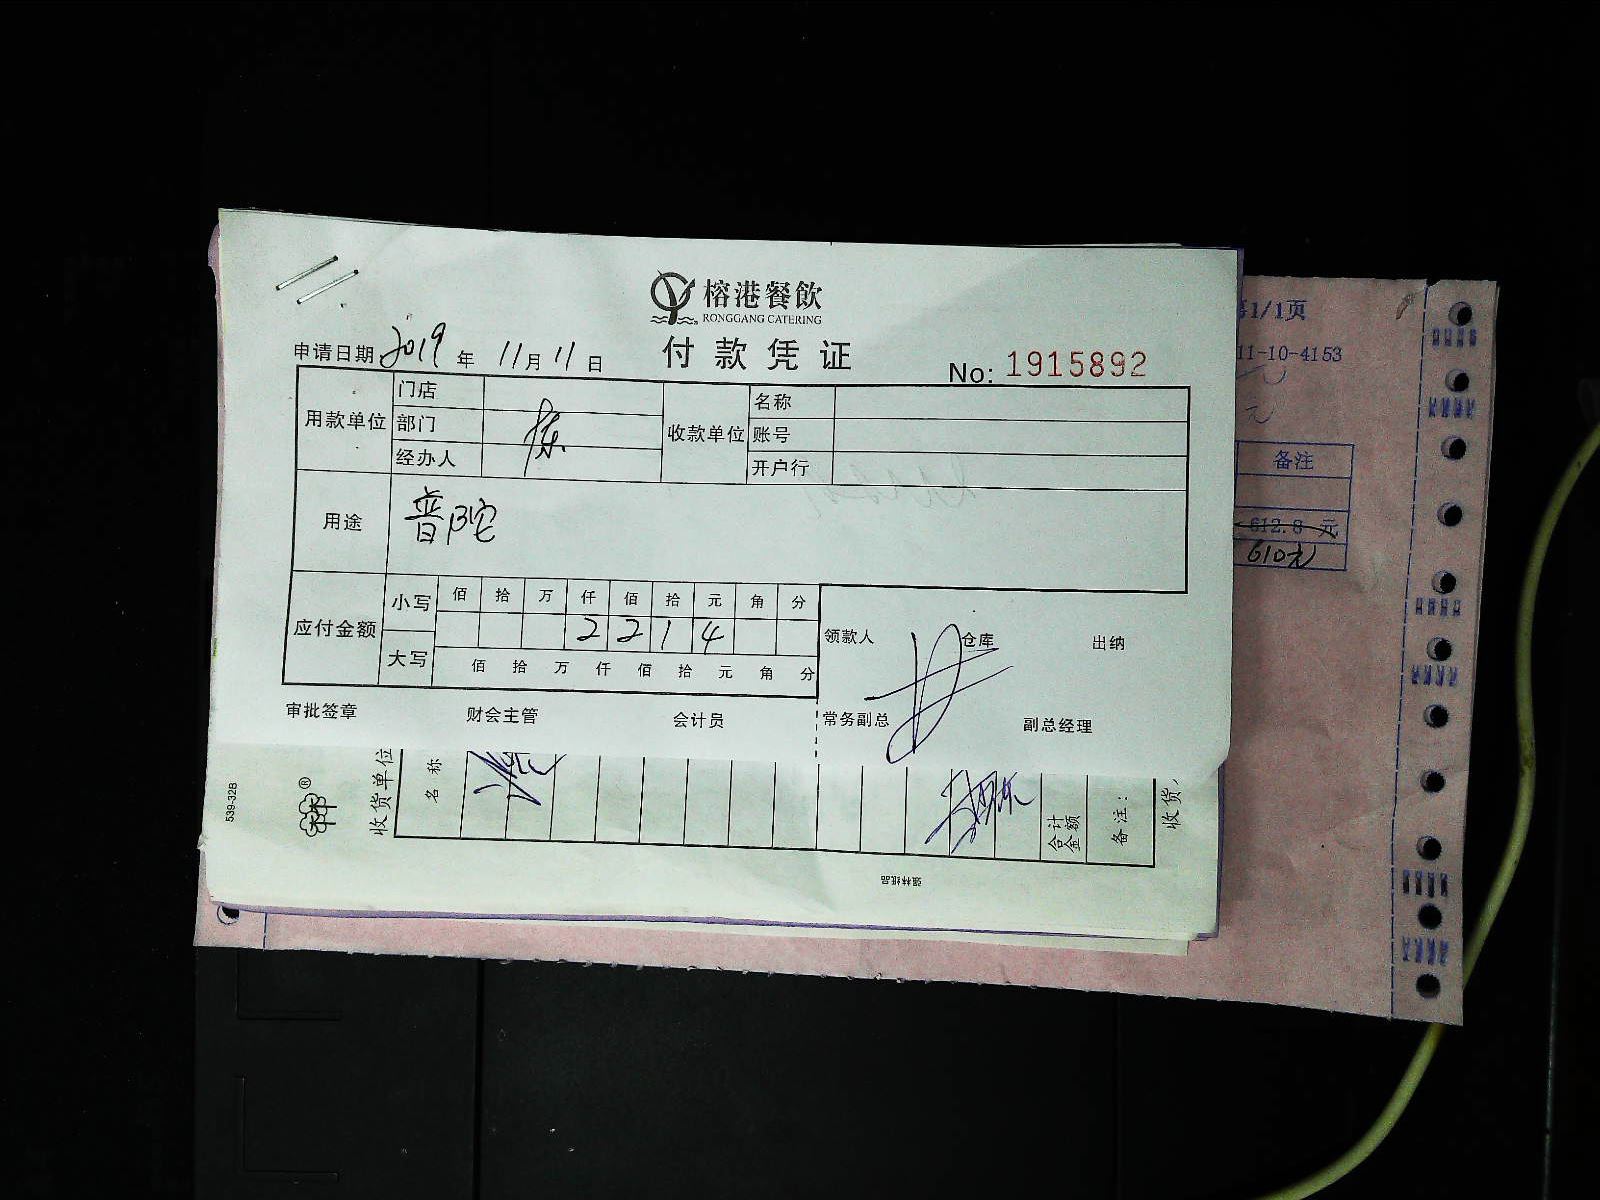 榕港餐飲
RONGGANG CATERING
付款凭证
申请日期 2019 年 11 月 11 日
No: 1915892
用款单位 门店 收款单位 名称
部门 账号
经办人 开户行
用途 普陀
应付金额 小写 佰 拾 万 仟 佰 拾 元 角 分
2 2 1 4
大写 佰 拾 万 仟 佰 拾 元 角 分
领款人 仓库 出纳
审批签章 财会主管 会计员 常务副总 副总经理
539-32B
收货单位
名称
合计金额
备注：
收货
强林纸品
1/1页
11-10-4153
元
备注
612.8 元
610元